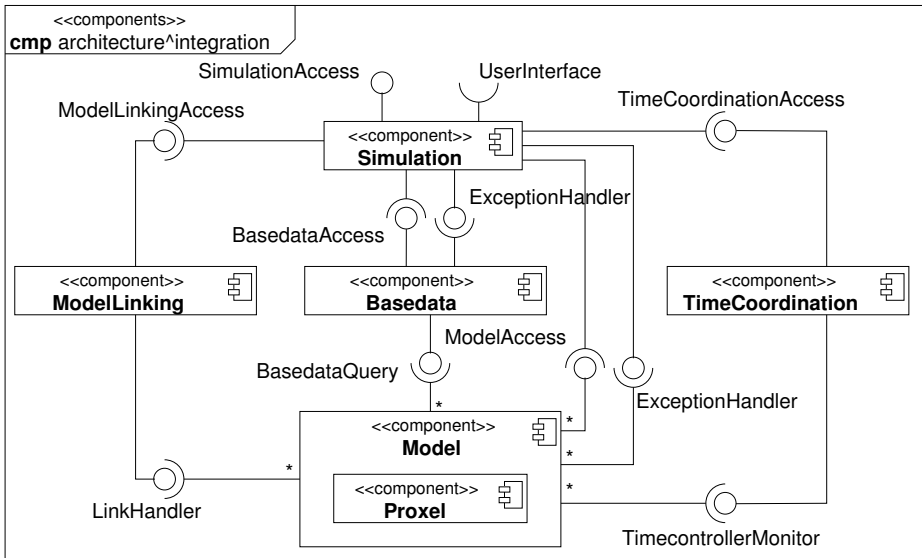 <<components>>
cmp architecture^integration
SimulationAccess
UserInterface
ModelLinkingAccess
TimeCoordinationAccess
<<component>>
Simulation
ExceptionHandler
BasedataAccess
<<component>>
ModelLinking
<<component>>
Basedata
<<component>>
TimeCoordination
ModelAccess
BasedataQuery
ExceptionHandler
*
<<component>>
Model
*
*
*
*
<<component>>
Proxel
LinkHandler
TimecontrollerMonitor